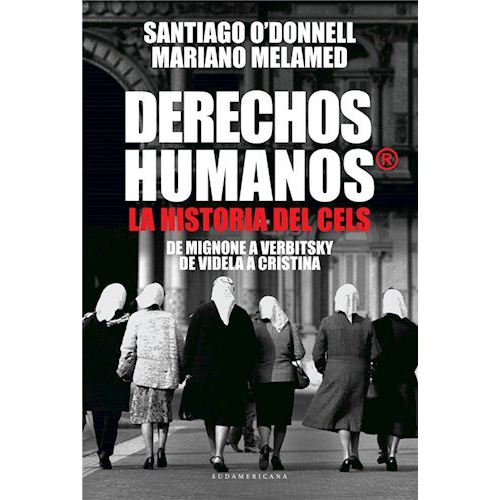 SANTIAGO O'DONNELL
MARIANO MELAMED
DERECHOS
HUMANOS®
LA HISTORIA DEL CELS
DE MIGNONE A VERBITSKY
DE VIDELA A CRISTINA
SUDAMERICANA